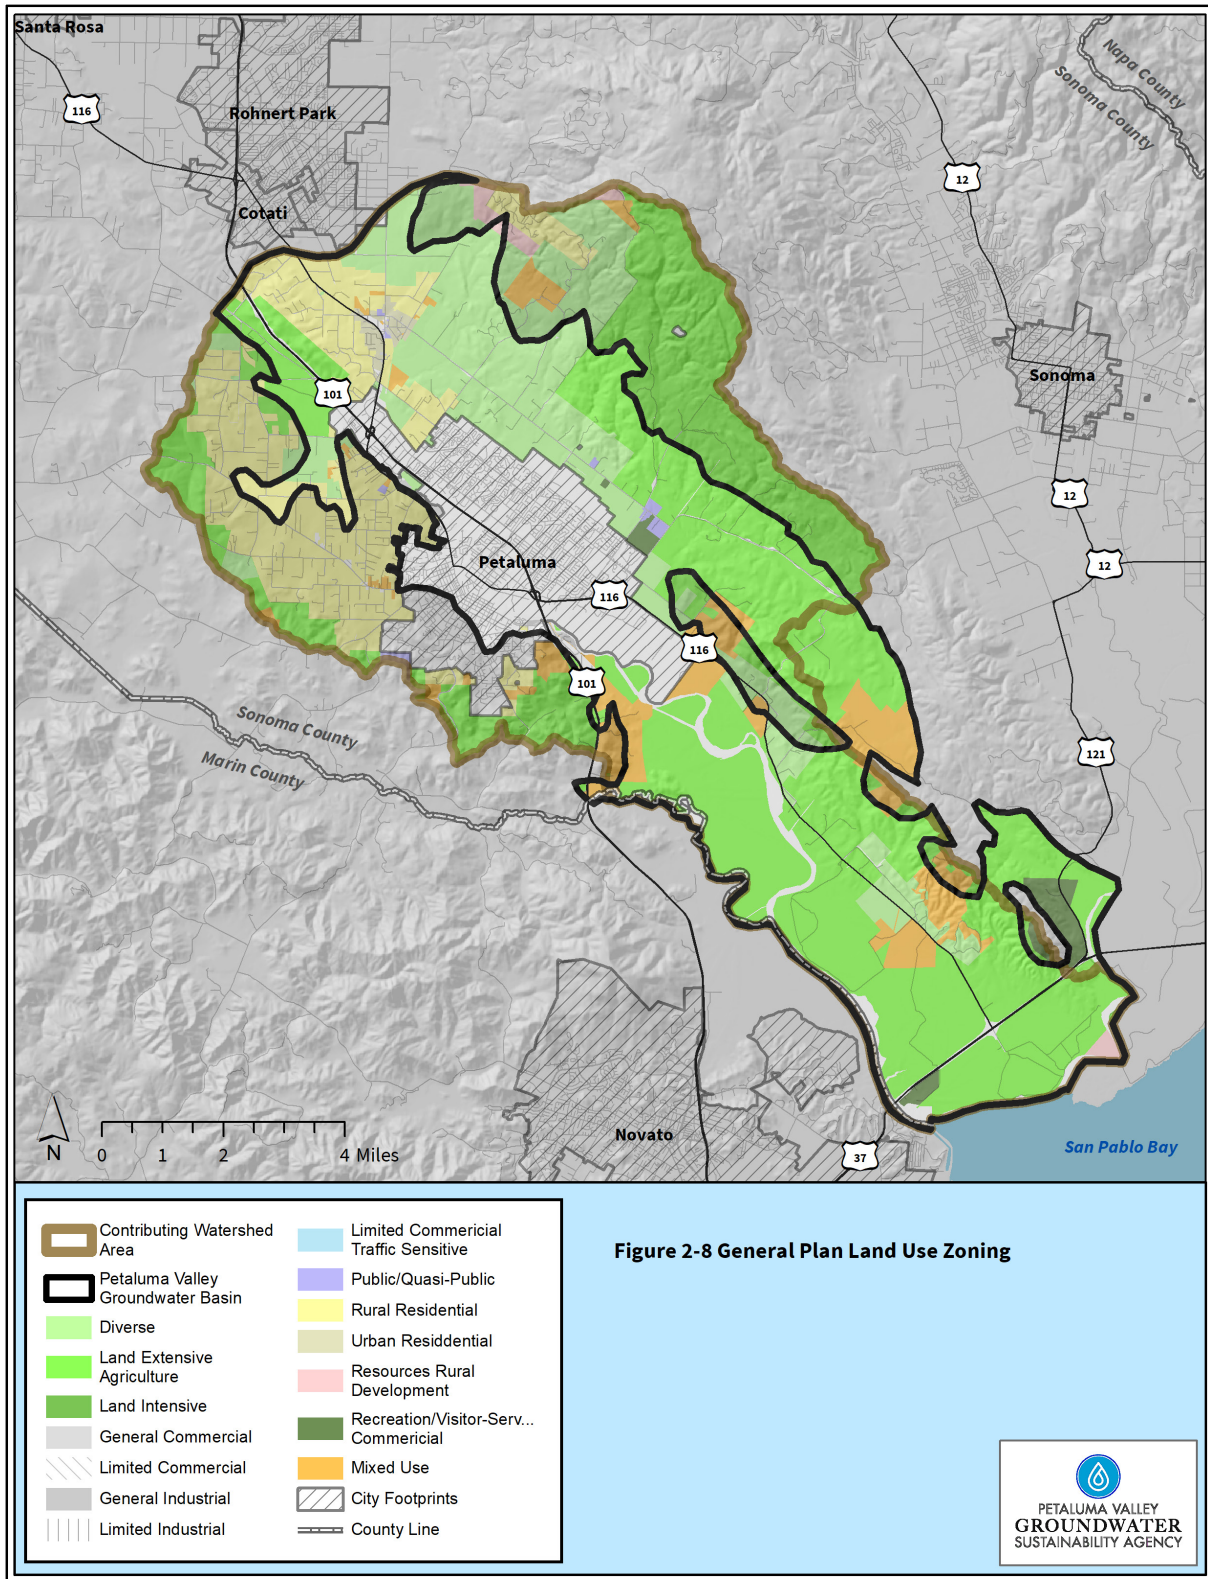 Santa Rosa
116
Rohnert Park
Cotati
Napa County
Sonoma County
12
101
Sonoma
12
12
Petaluma
116
116
101
121
Sonoma County
Marin County
Novato
37
San Pablo Bay
N
0 1 2 4 Miles
Contributing Watershed
Area
Petaluma Valley
Groundwater Basin
Diverse
Land Extensive
Agriculture
Land Intensive
General Commercial
Limited Commercial
General Industrial
Limited Industrial
Limited Commericial
Traffic Sensitive
Public/Quasi-Public
Rural Residential
Urban Residdential
Resources Rural
Development
Recreation/Visitor-Serv...
Commericial
Mixed Use
City Footprints
County Line
Figure 2-8 General Plan Land Use Zoning
PETALUMA VALLEY
GROUNDWATER
SUSTAINABILITY AGENCY